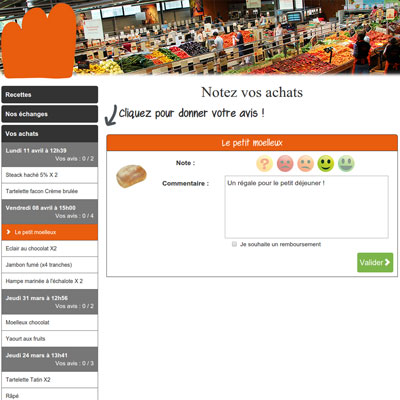 Notez vos achats
Cliquez pour donner votre avis !
Recettes
Nos échanges
Vos achats
Lundi 11 avril à 12h39
Vos avis : 0 / 2
Steack haché 5% X 2
Tartelette facon Crème brulée
Vendredi 08 avril à 15h00
Vos avis : 0 / 4
Le petit moelleux
Eclair au chocolat X2
Jambon fumé (x4 tranches)
Hampe marinée à l'échalote X 2
Jeudi 31 mars à 12h56
Vos avis : 0 / 2
Moelleux chocolat
Yaourt aux fruits
Jeudi 24 mars à 13h41
Vos avis : 0 / 3
Tartelette Tatin X2
Râpé
Le petit moelleux
Note :
?
Commentaire :
Un régale pour le petit déjeuner !
Je souhaite un remboursement
Valider